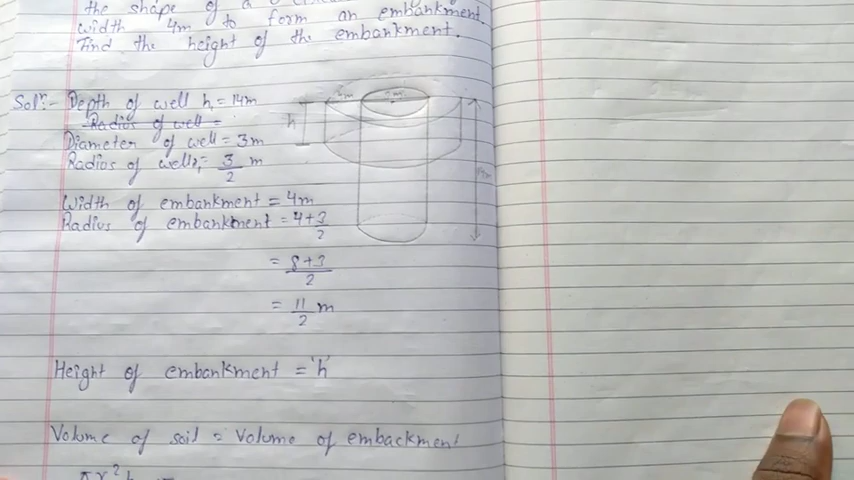 the shape of a
width 4m to form an embankment.
Find the height of the embankment.
Solⁿ:- Depth of well h₁ = 14m
Radius of well =
Diameter of well = 3m
Radius of well r₁ = 3/2 m
Width of embankment = 4m
Radius of embankment = 4+3/2
= 8+3/2
= 11/2 m
h
Height of embankment = 'h'
Volume of soil = Volume of embackment
πr²h =